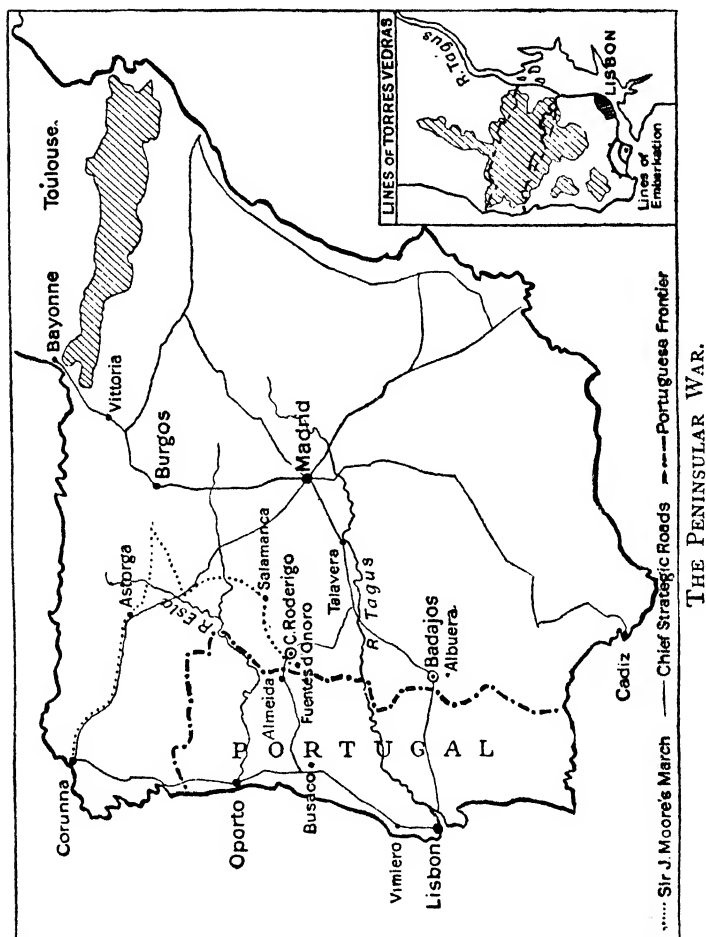 Toulouse.
Bayonne
Vittoria
Burgos
Astorga
R. Esla
Corunna
Salamanca
Madrid
C. Roderigo
Almeida
Fuentes d'Onoro
Talavera
R. Tagus
Oporto
Busaco
PORTUGAL
Badajos
Albuera.
Vimiero
Lisbon
Cadiz
LINES OF TORRES VEDRAS
R. Tagus
LISBON
Lines of
Embarkation
Sir J. Moore's March Chief Strategic Roads Portuguese Frontier
THE PENINSULAR WAR.